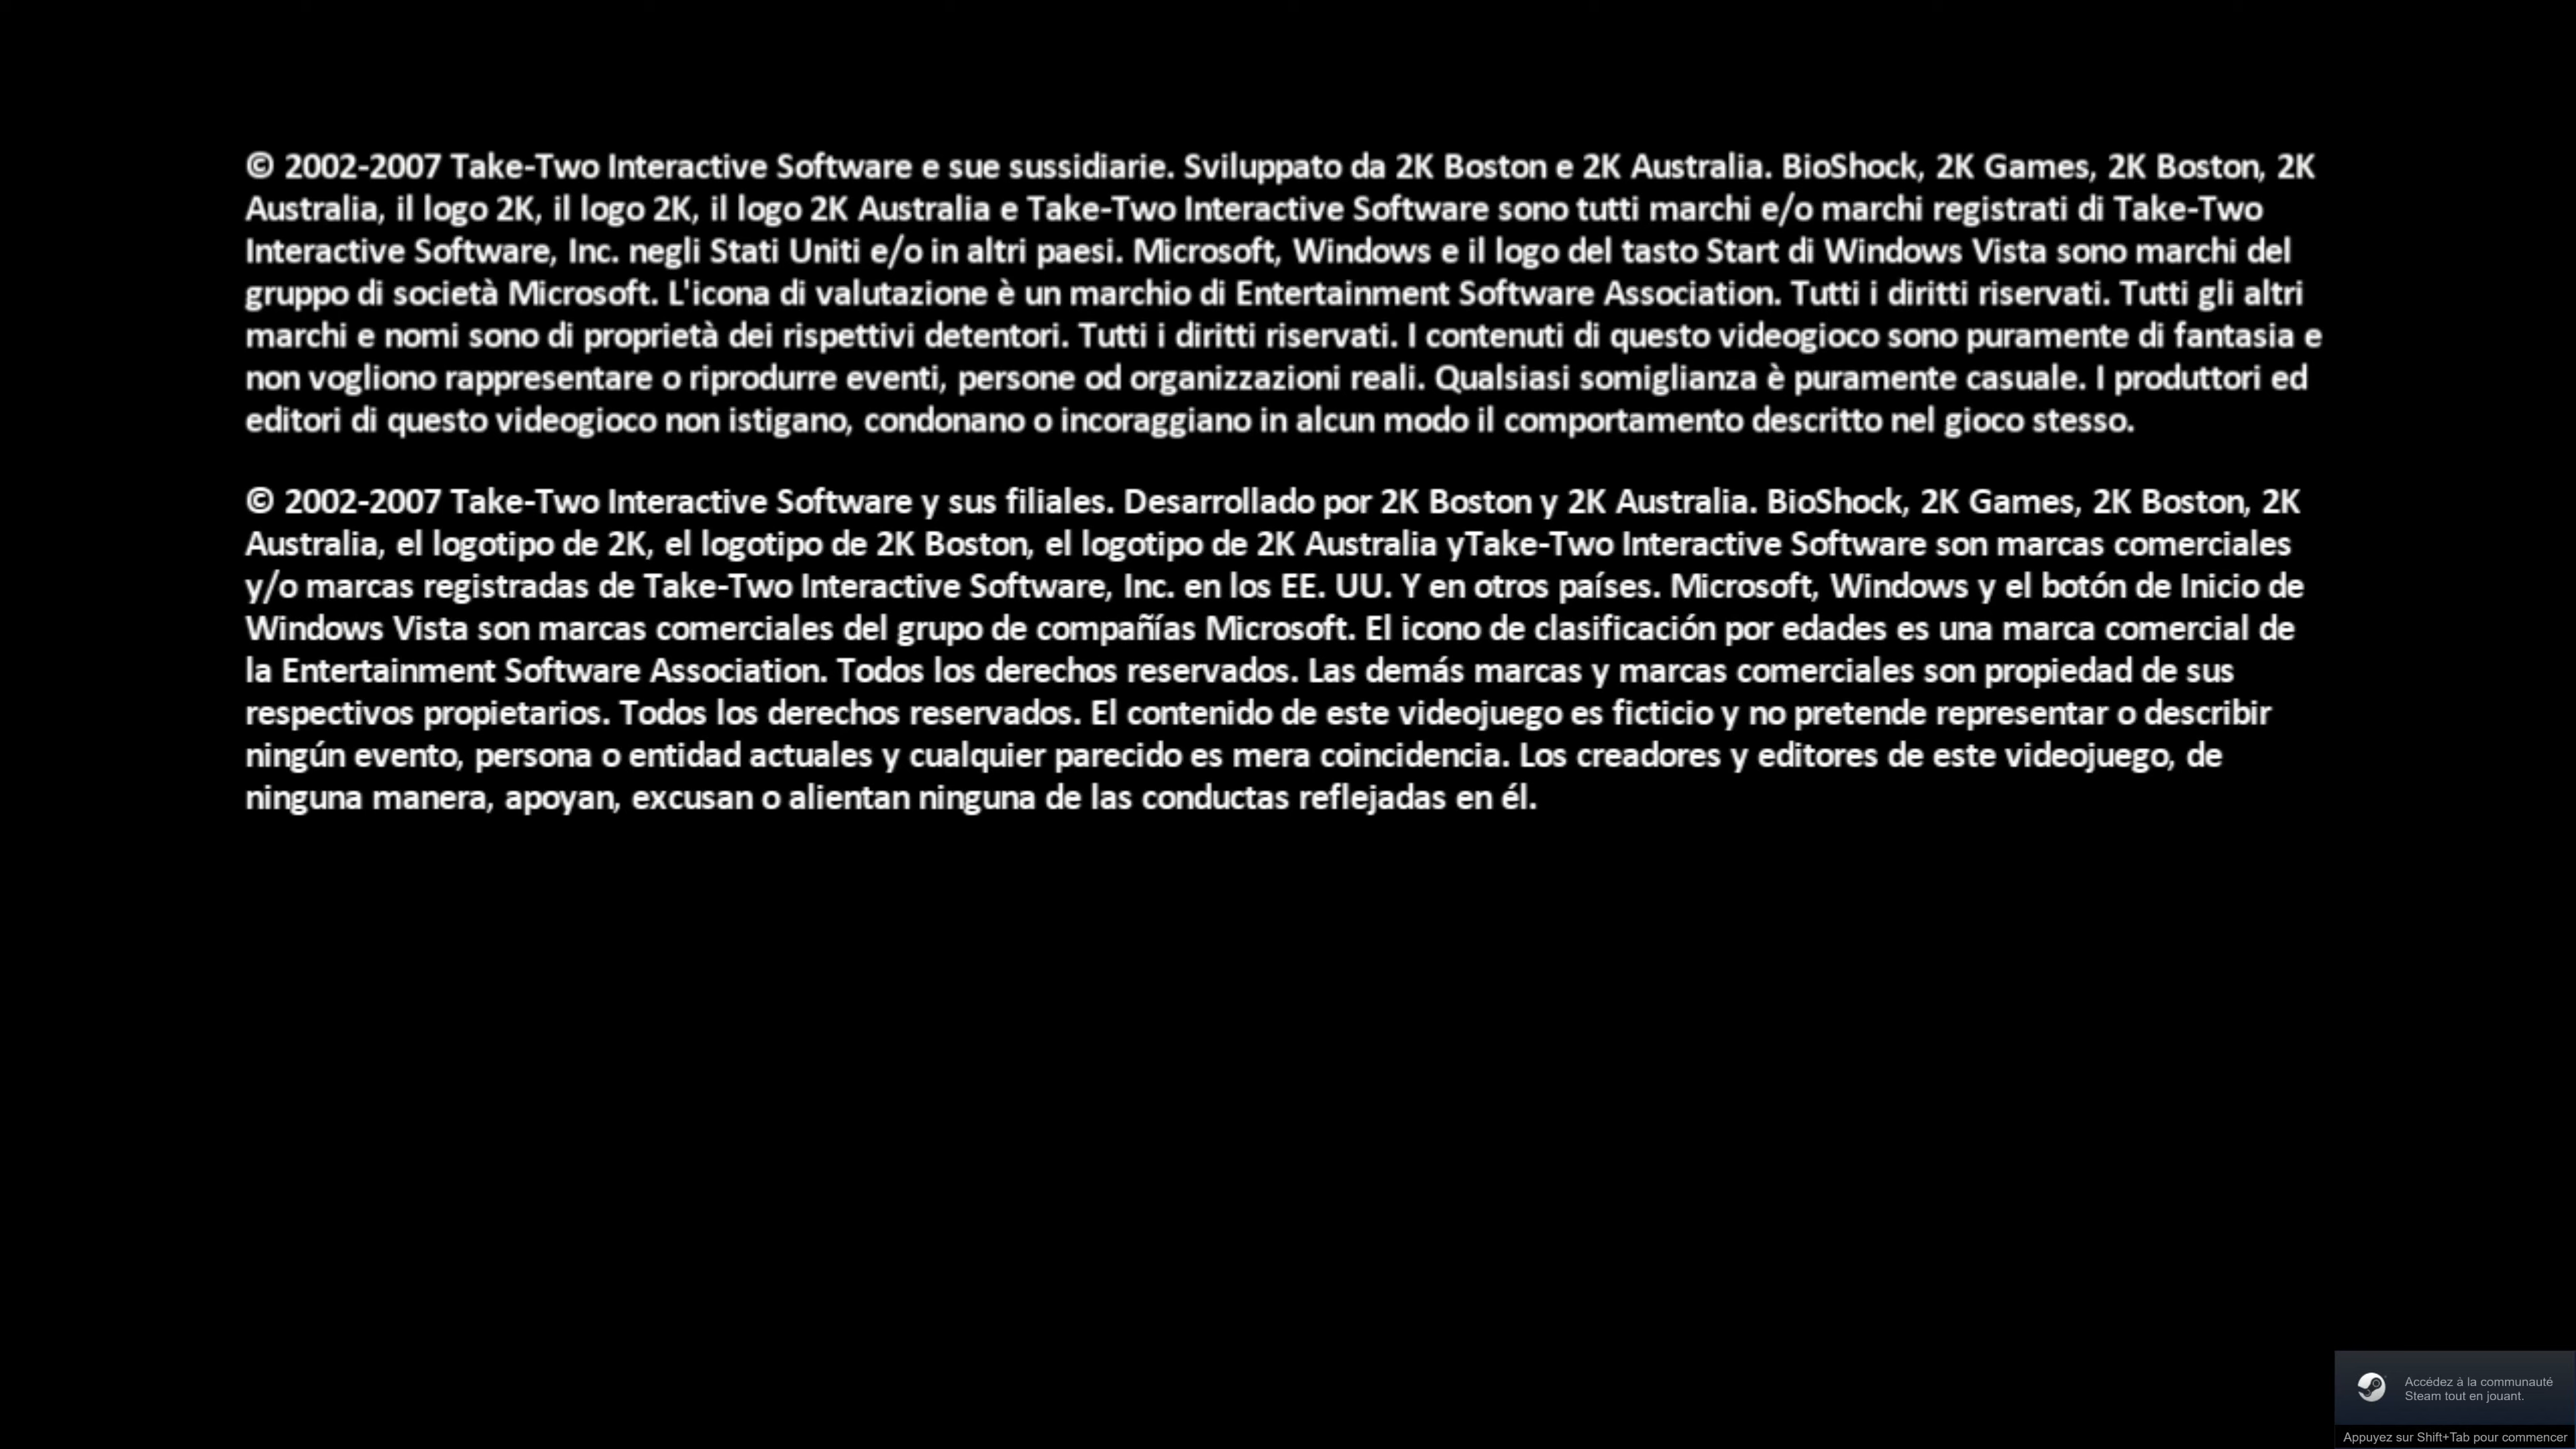 © 2002-2007 Take-Two Interactive Software e sue sussidiarie. Sviluppato da 2K Boston e 2K Australia. BioShock, 2K Games, 2K Boston, 2K
Australia, il logo 2K, il logo 2K, il logo 2K Australia e Take-Two Interactive Software sono tutti marchi e/o marchi registrati di Take-Two
Interactive Software, Inc. negli Stati Uniti e/o in altri paesi. Microsoft, Windows e il logo del tasto Start di Windows Vista sono marchi del
gruppo di società Microsoft. L'icona di valutazione è un marchio di Entertainment Software Association. Tutti i diritti riservati. Tutti gli altri
marchi e nomi sono di proprietà dei rispettivi detentori. Tutti i diritti riservati. I contenuti di questo videogioco sono puramente di fantasia e
non vogliono rappresentare o riprodurre eventi, persone od organizzazioni reali. Qualsiasi somiglianza è puramente casuale. I produttori ed
editori di questo videogioco non istigano, condonano o incoraggiano in alcun modo il comportamento descritto nel gioco stesso.
© 2002-2007 Take-Two Interactive Software y sus filiales. Desarrollado por 2K Boston y 2K Australia. BioShock, 2K Games, 2K Boston, 2K
Australia, el logotipo de 2K, el logotipo de 2K Boston, el logotipo de 2K Australia yTake-Two Interactive Software son marcas comerciales
y/o marcas registradas de Take-Two Interactive Software, Inc. en los EE. UU. Y en otros países. Microsoft, Windows y el botón de Inicio de
Windows Vista son marcas comerciales del grupo de compañías Microsoft. El icono de clasificación por edades es una marca comercial de
la Entertainment Software Association. Todos los derechos reservados. Las demás marcas y marcas comerciales son propiedad de sus
respectivos propietarios. Todos los derechos reservados. El contenido de este videojuego es ficticio y no pretende representar o describir
ningún evento, persona o entidad actuales y cualquier parecido es mera coincidencia. Los creadores y editores de este videojuego, de
ninguna manera, apoyan, excusan o alientan ninguna de las conductas reflejadas en él.
Accédez à la communauté
Steam tout en jouant.
Appuyez sur Shift+Tab pour commencer